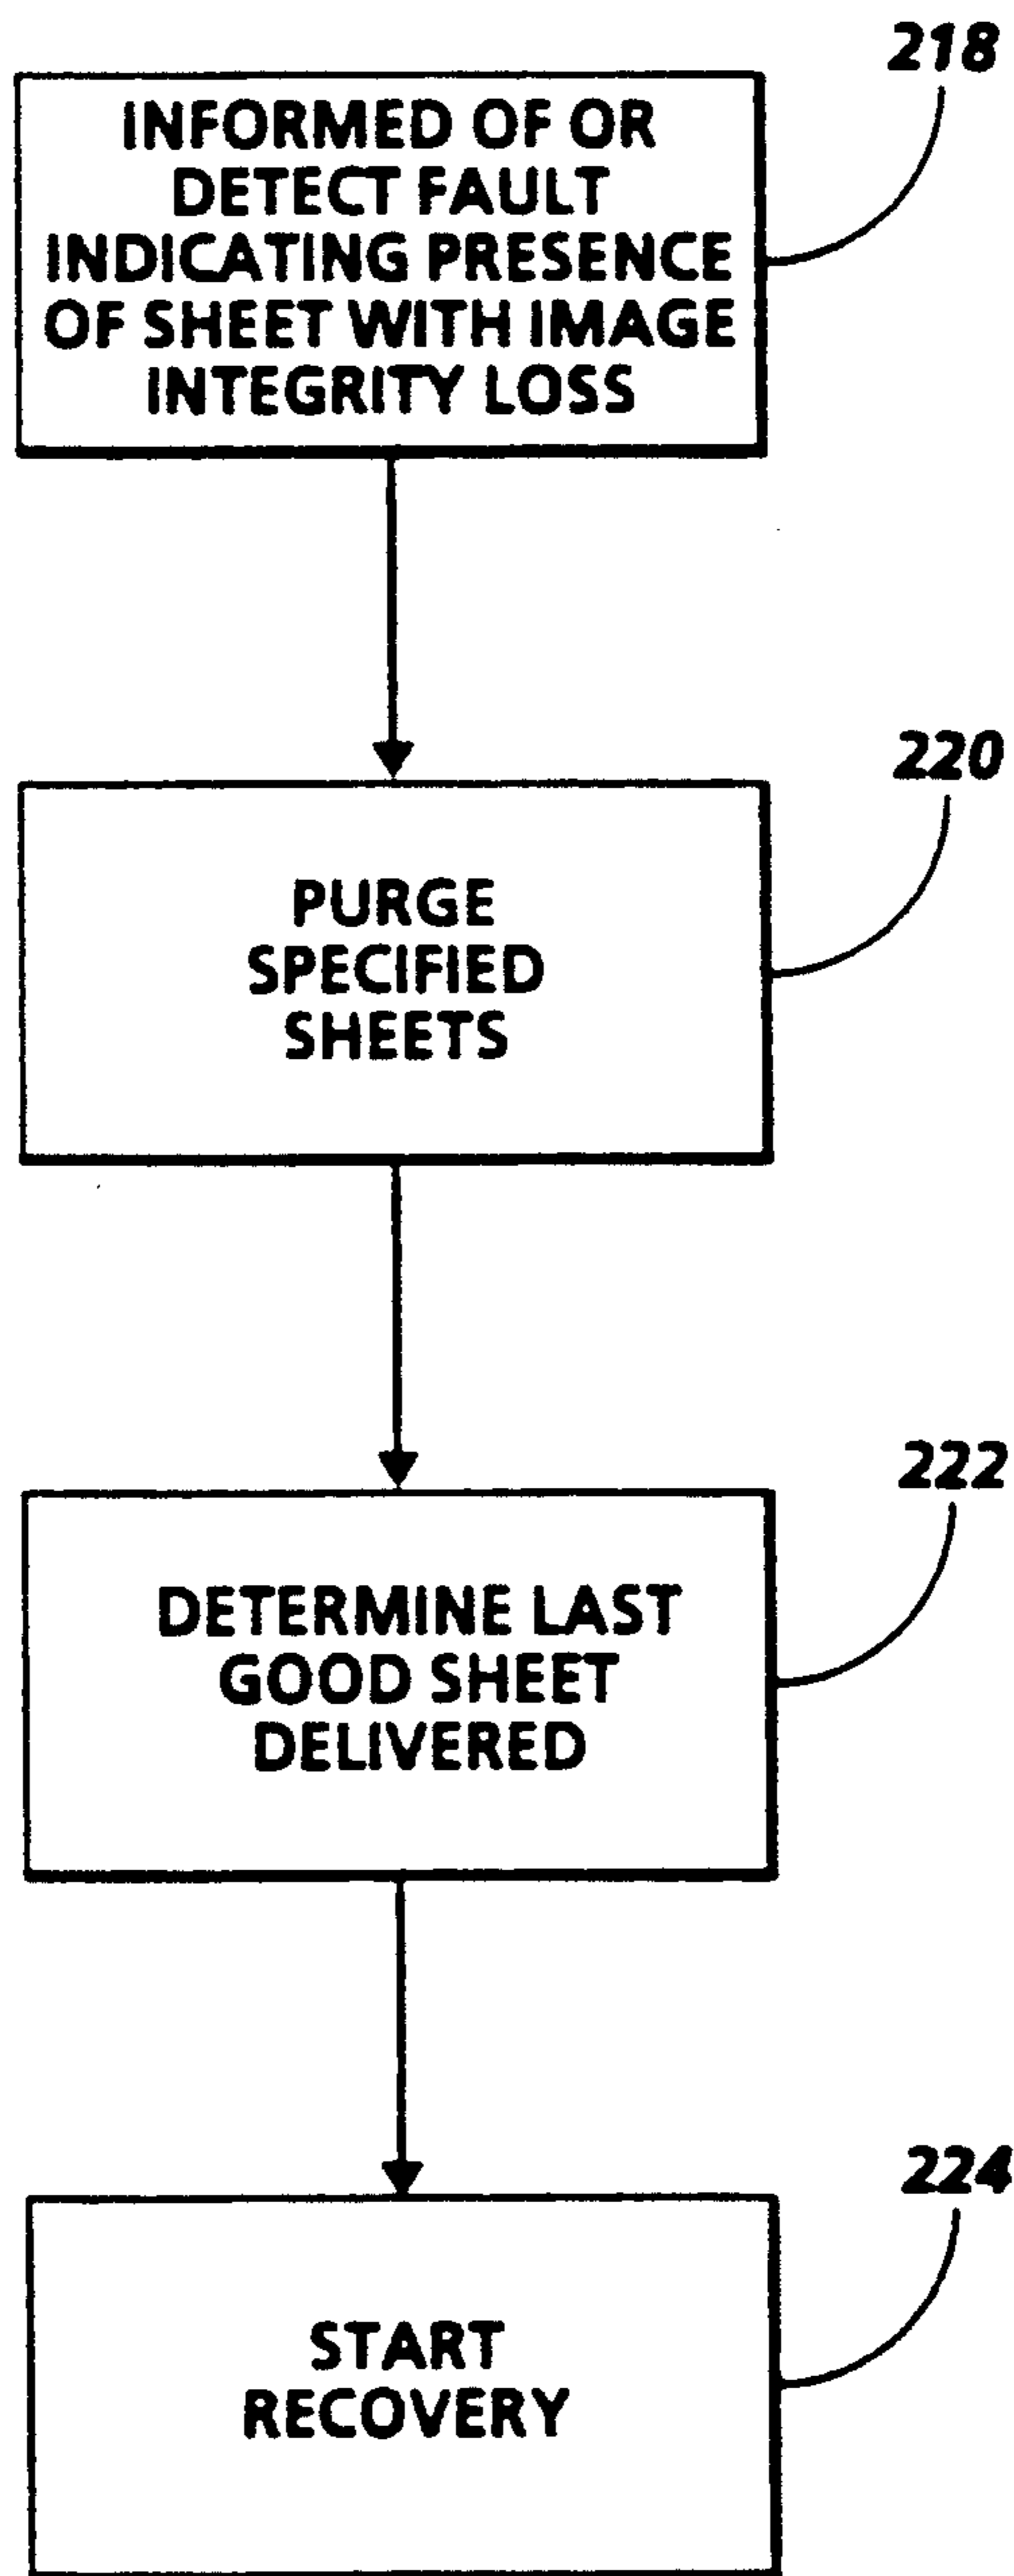 218
INFORMED OF OR
DETECT FAULT
INDICATING PRESENCE
OF SHEET WITH IMAGE
INTEGRITY LOSS
220
PURGE
SPECIFIED
SHEETS
222
DETERMINE LAST
GOOD SHEET
DELIVERED
224
START
RECOVERY